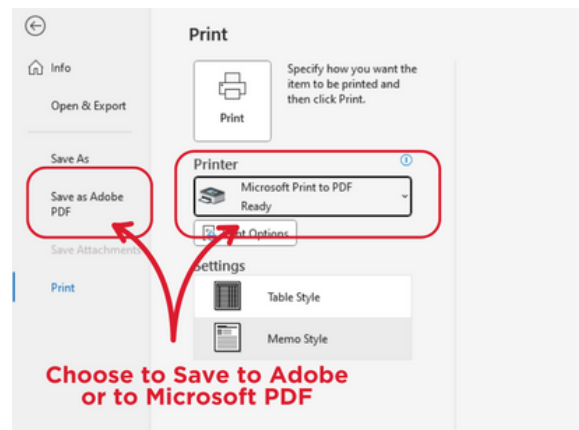 Print
Info
Open & Export
Save As
Save as Adobe
PDF
Save Attachments
Print
Print
Specify how you want the
item to be printed and
then click Print.
Printer
Microsoft Print to PDF
Ready
Options
Settings
Table Style
Memo Style
Choose to Save to Adobe
or to Microsoft PDF